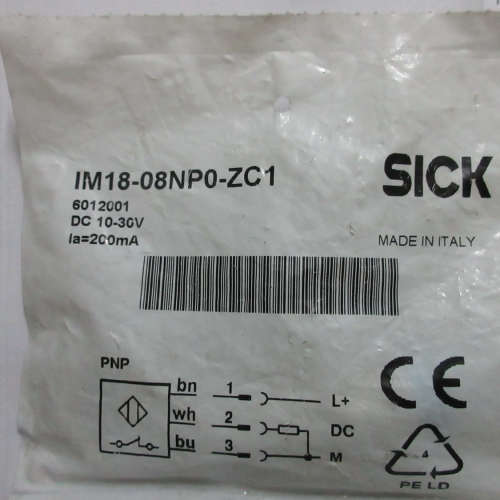 IM18-08NP0-ZC1
SICK
6012001
DC 10-30V
Ia=200mA
MADE IN ITALY
PNP
CE
bn 1 L+
wh 2 DC
bu 3 M
4
PE LD